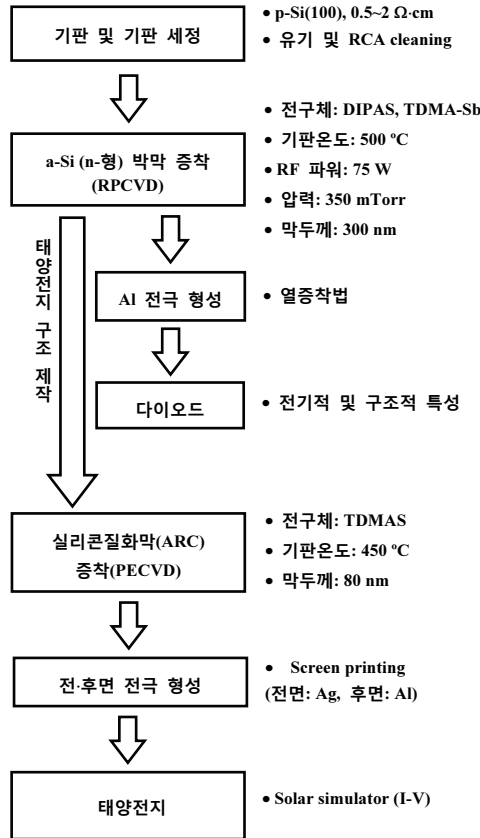 기판 및 기판 세정
• p-Si(100), 0.5~2 Ω·cm
• 유기 및 RCA cleaning
a-Si (n-형) 박막 증착
(RPCVD)
• 전구체: DIPAS, TDMA-Sb
• 기판온도: 500 ºC
• RF 파워: 75 W
• 압력: 350 mTorr
• 막두께: 300 nm
태양전지 구조 제작
Al 전극 형성
• 열증착법
다이오드
• 전기적 및 구조적 특성
실리콘질화막(ARC)
증착(PECVD)
• 전구체: TDMAS
• 기판온도: 450 ºC
• 막두께: 80 nm
전·후면 전극 형성
• Screen printing
(전면: Ag, 후면: Al)
태양전지
• Solar simulator (I-V)